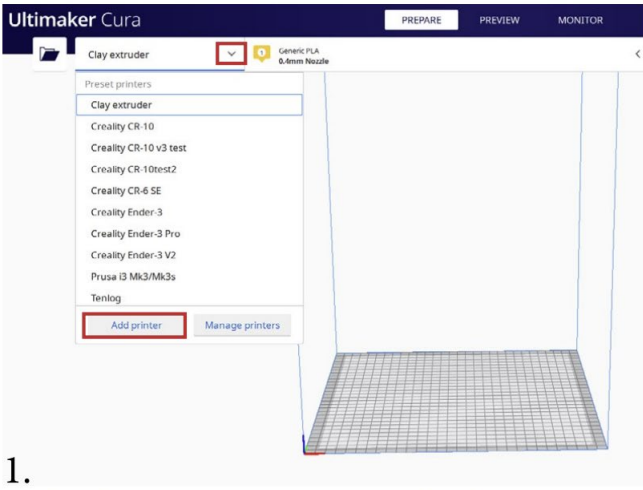 Ultimaker Cura
PREPARE
PREVIEW
MONITOR
Clay extruder
1
Generic PLA
0.4mm Nozzle
Preset printers
Clay extruder
Creality CR-10
Creality CR-10 v3 test
Creality CR-10test2
Creality CR-6 SE
Creality Ender-3
Creality Ender-3 Pro
Creality Ender-3 V2
Prusa i3 Mk3/Mk3s
Tenlog
Add printer
Manage printers
1.